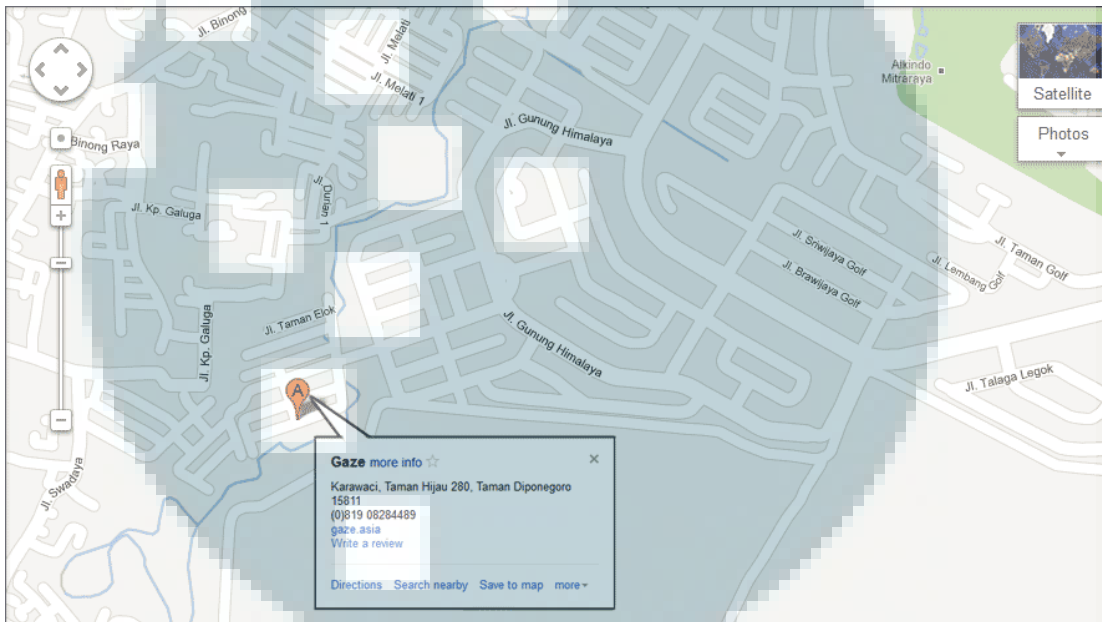 Jl. Binong
Jl. Melati
Jl. Melati 1
Alkindo
Mitraraya
Satellite
Photos
Jl. Gunung Himalaya
Binong Raya
Jl. Durian 1
Jl. Kp. Galuga
Jl. Sriwijaya Golf
Jl. Taman Golf
Jl. Lembang Golf
Jl. Brawijaya Golf
Jl. Taman Elok
Jl. Kp. Galuga
Jl. Gunung Himalaya
Jl. Talaga Legok
A
Jl. Swadaya
Gaze more info
Karawaci, Taman Hijau 280, Taman Diponegoro
15811
(0)819 08284489
gaze.asia
Write a review
Directions Search nearby Save to map more